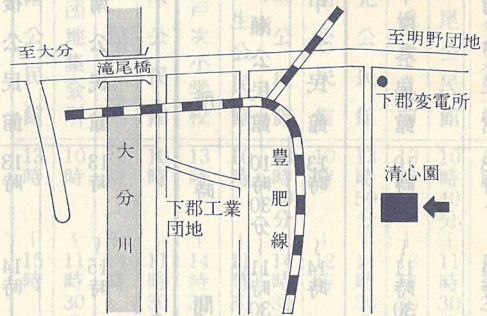 至大分
至明野団地
滝尾橋
下郡変電所
大分川
豊肥線
清心園
下郡工業
団地